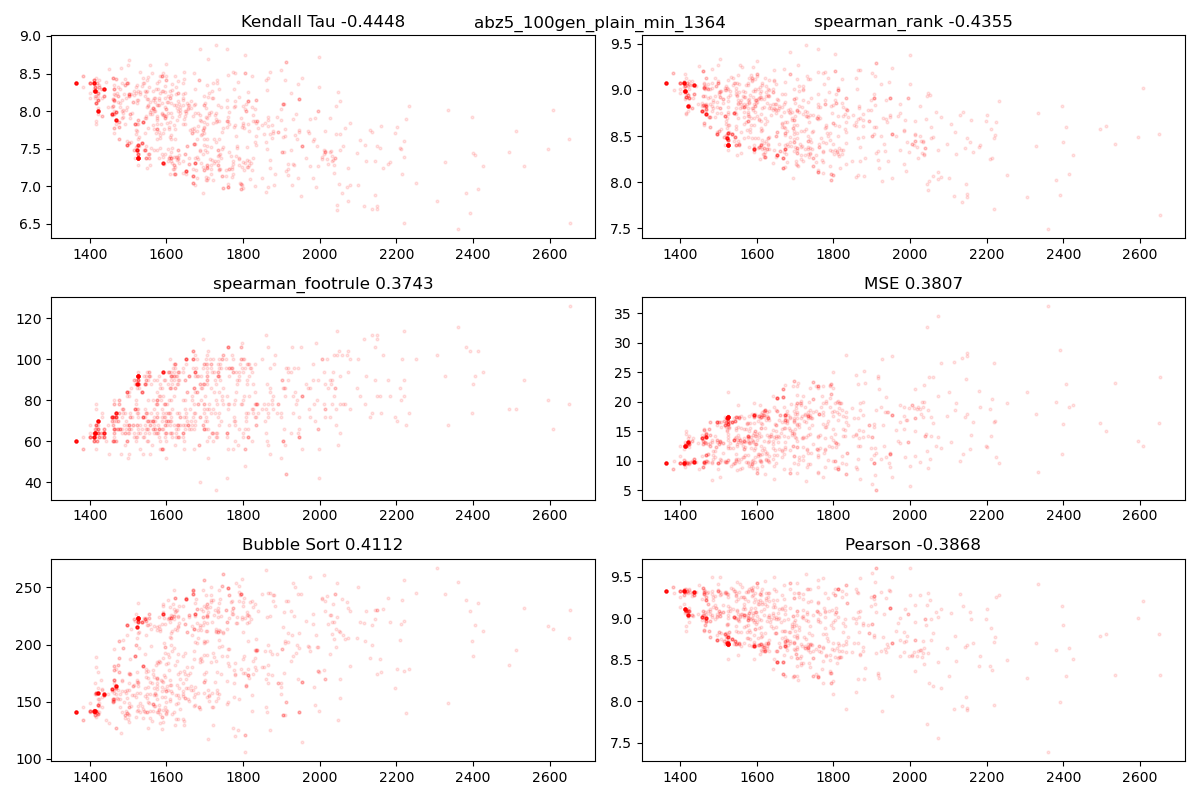 Kendall Tau -0.4448
abz5_100gen_plain_min_1364
spearman_rank -0.4355
9.0
8.5
8.0
7.5
7.0
6.5
1400 1600 1800 2000 2200 2400 2600
9.5
9.0
8.5
8.0
7.5
1400 1600 1800 2000 2200 2400 2600
spearman_footrule 0.3743
120
100
80
60
40
1400 1600 1800 2000 2200 2400 2600
MSE 0.3807
35
30
25
20
15
10
5
1400 1600 1800 2000 2200 2400 2600
Bubble Sort 0.4112
250
200
150
100
1400 1600 1800 2000 2200 2400 2600
Pearson -0.3868
9.5
9.0
8.5
8.0
7.5
1400 1600 1800 2000 2200 2400 2600